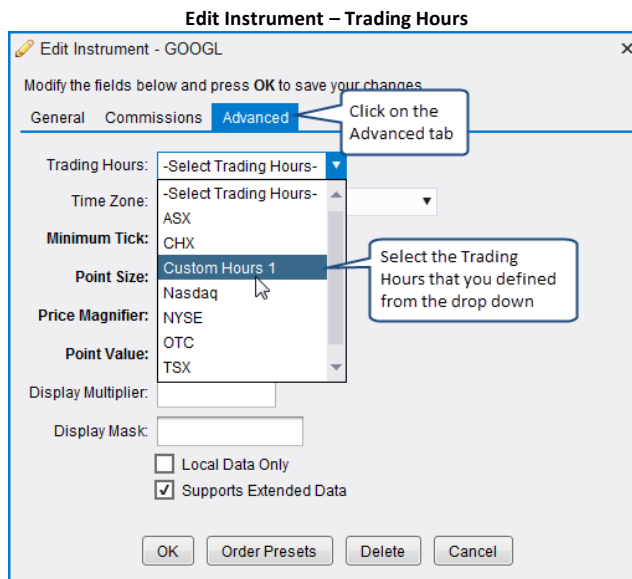 Edit Instrument – Trading Hours
Edit Instrument - GOOGL
Modify the fields below and press OK to save your changes
General Commissions Advanced
Click on the
Advanced tab
Trading Hours: -Select Trading Hours-
-Select Trading Hours-
Time Zone:
ASX
Minimum Tick:
CHX
Custom Hours 1
Select the Trading
Hours that you defined
from the drop down
Point Size:
Nasdaq
Price Magnifier:
NYSE
OTC
Point Value:
TSX
Display Multiplier:
Display Mask:
Local Data Only
Supports Extended Data
OK Order Presets Delete Cancel